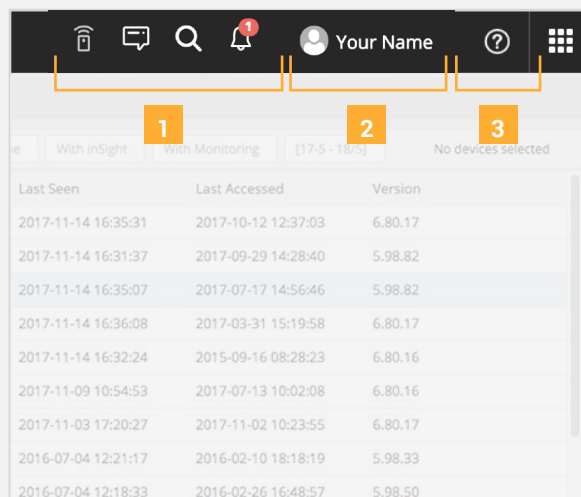 1
Your Name
?
1 2 3
e With InSight With Monitoring [17-5 - 18/5] No devices selected
Last Seen Last Accessed Version
2017-11-14 16:35:31 2017-10-12 12:37:03 6.80.17
2017-11-14 16:31:37 2017-09-29 14:28:40 5.98.82
2017-11-14 16:35:07 2017-07-17 14:56:46 5.98.82
2017-11-14 16:36:08 2017-03-31 15:19:58 6.80.17
2017-11-14 16:32:24 2015-09-16 08:28:23 6.80.16
2017-11-09 10:54:53 2017-07-13 10:02:08 6.80.16
2017-11-03 17:20:27 2017-11-02 10:23:55 6.80.17
2016-07-04 12:21:17 2016-02-10 18:18:19 5.98.33
2016-07-04 12:18:33 2016-02-26 16:48:57 5.98.50